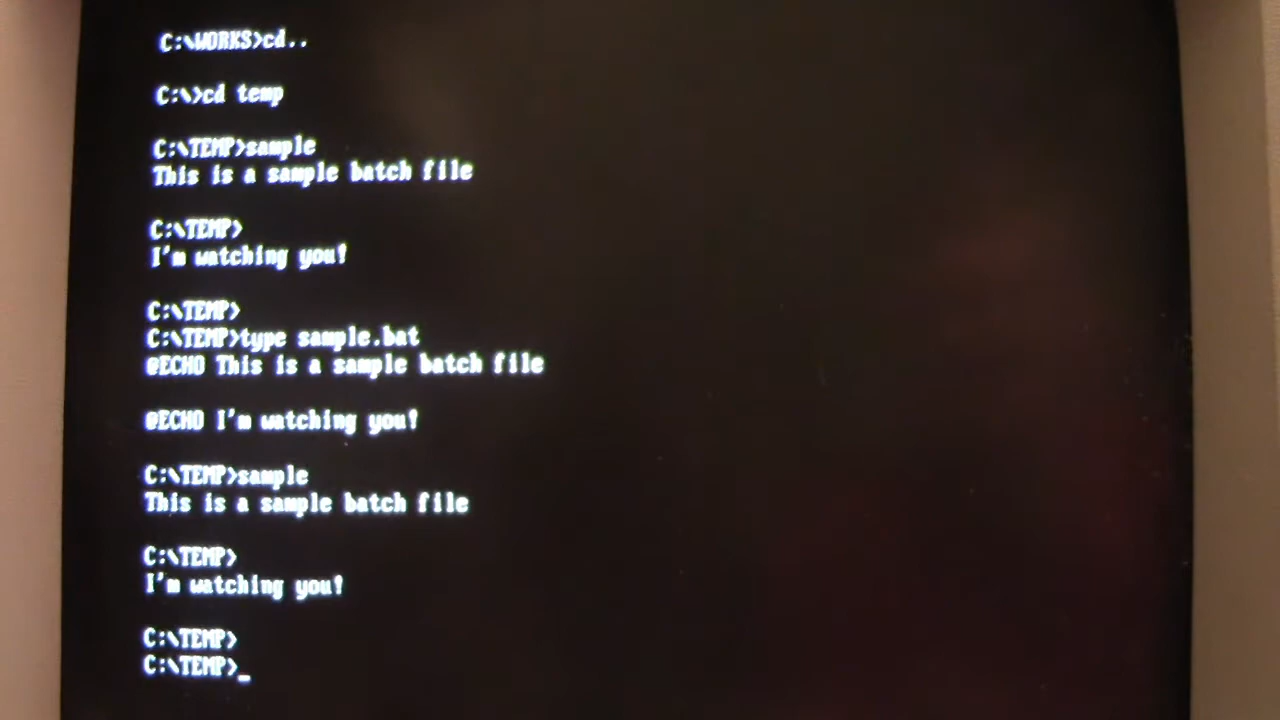 C:\WORKS>cd..
C:\>cd temp
C:\TEMP>sample
This is a sample batch file
C:\TEMP>
I'm watching you!
C:\TEMP>
C:\TEMP>type sample.bat
@ECHO This is a sample batch file
@ECHO I'm watching you!
C:\TEMP>sample
This is a sample batch file
C:\TEMP>
I'm watching you!
C:\TEMP>
C:\TEMP>_